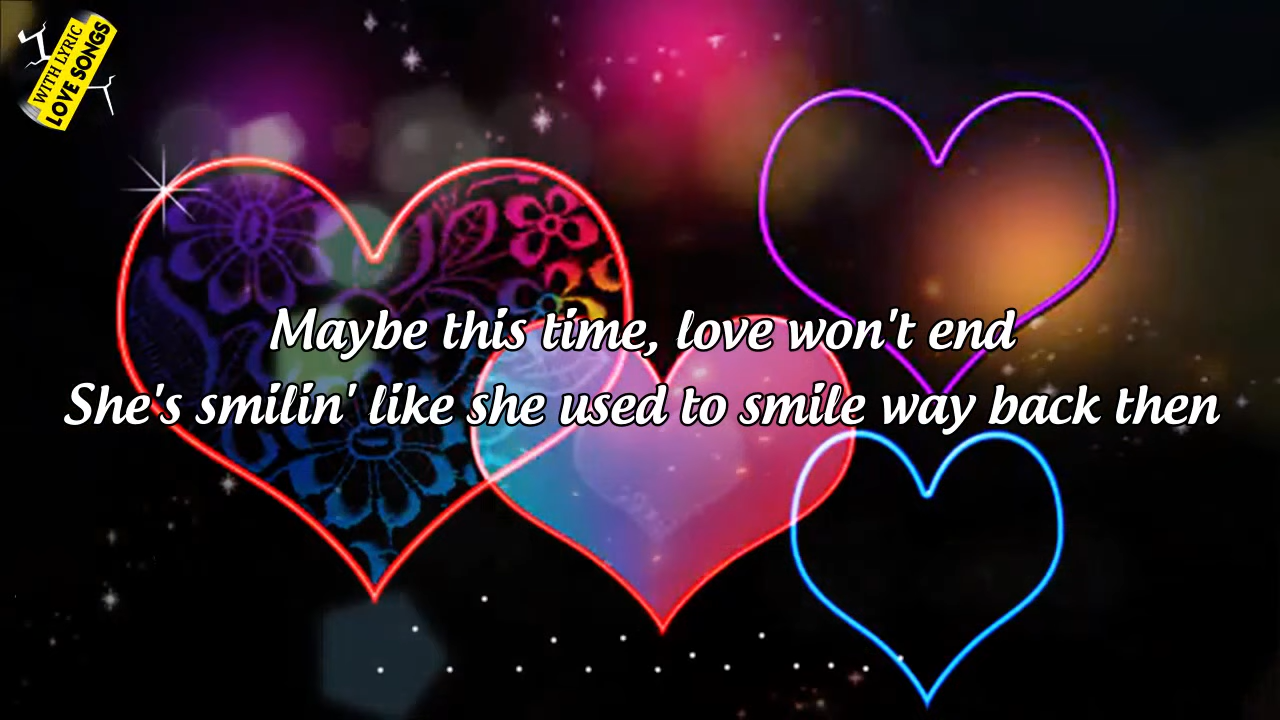 WITH LYRIC
LOVE SONGS
Maybe this time, love won't end
She's smilin' like she used to smile way back then